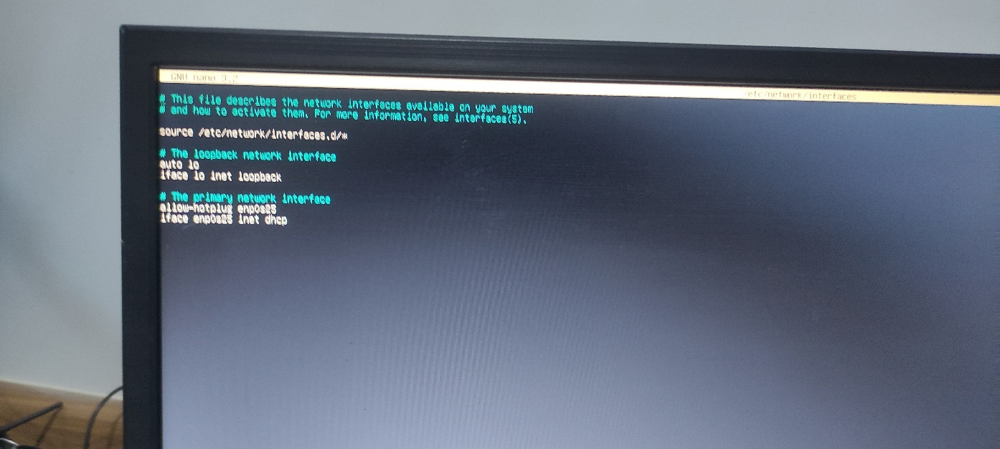 GNU nano 3.2
/etc/network/interfaces
# This file describes the network interfaces available on your system
# and how to activate them. For more information, see interfaces(5).
source /etc/network/interfaces.d/*
# The loopback network interface
auto lo
iface lo inet loopback
# The primary network interface
allow-hotplug enp0s25
iface enp0s25 inet dhcp